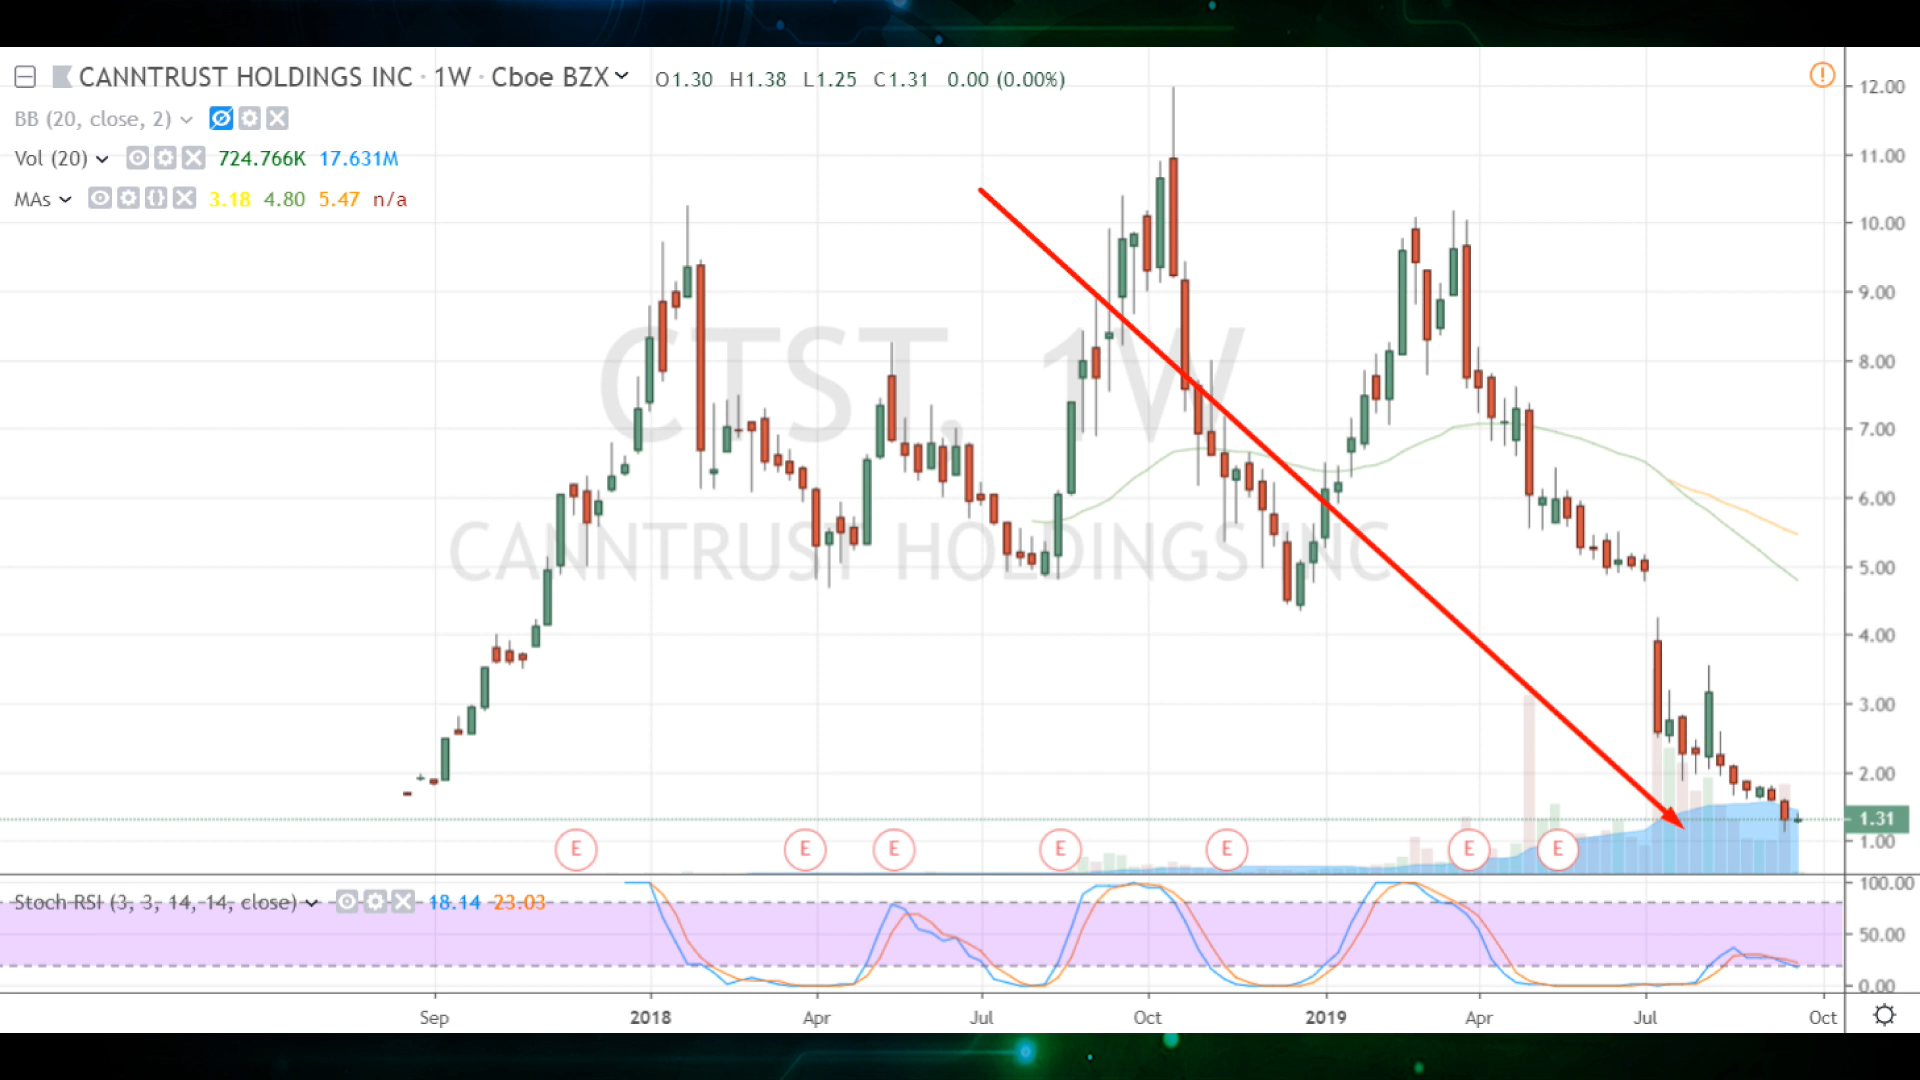 CANNTRUST HOLDINGS INC · 1W · Cboe BZX O1.30 H1.38 L1.25 C1.31 0.00 (0.00%)
BB (20, close, 2)
Vol (20) 724.766K 17.631M
MAs 3.18 4.80 5.47 n/a
CTST, 1W
CANNTRUST HOLDINGS INC
12.00
11.00
10.00
9.00
8.00
7.00
6.00
5.00
4.00
3.00
2.00
1.31
1.00
E E E E E E E
Stoch RSI (3, 3, 14, 14, close) 18.14 23.03
100.00
50.00
0.00
Sep 2018 Apr Jul Oct 2019 Apr Jul Oct